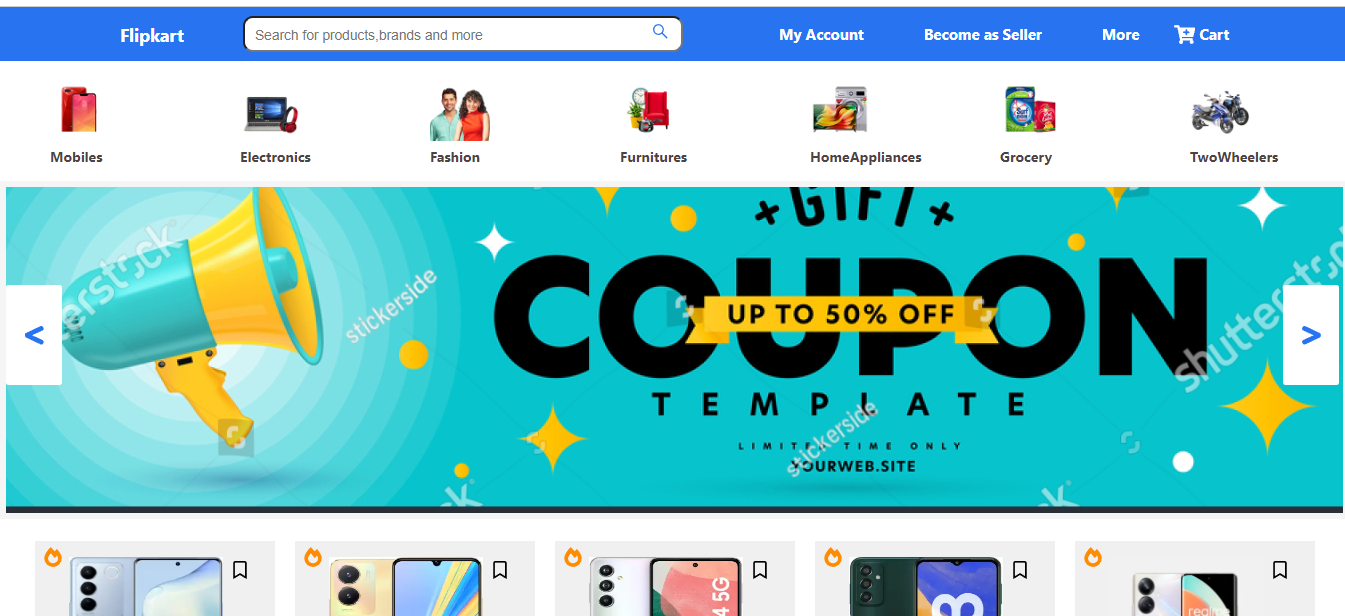 Flipkart
Search for products,brands and more
My Account
Become as Seller
More
Cart
Mobiles
Electronics
Fashion
Furnitures
HomeAppliances
Grocery
TwoWheelers
GIFT
COUPON
UP TO 50% OFF
TEMPLATE
LIMITED TIME ONLY
YOURWEB.SITE
stickerside
stickerside
shutterstock
<
>
4 5G
realme